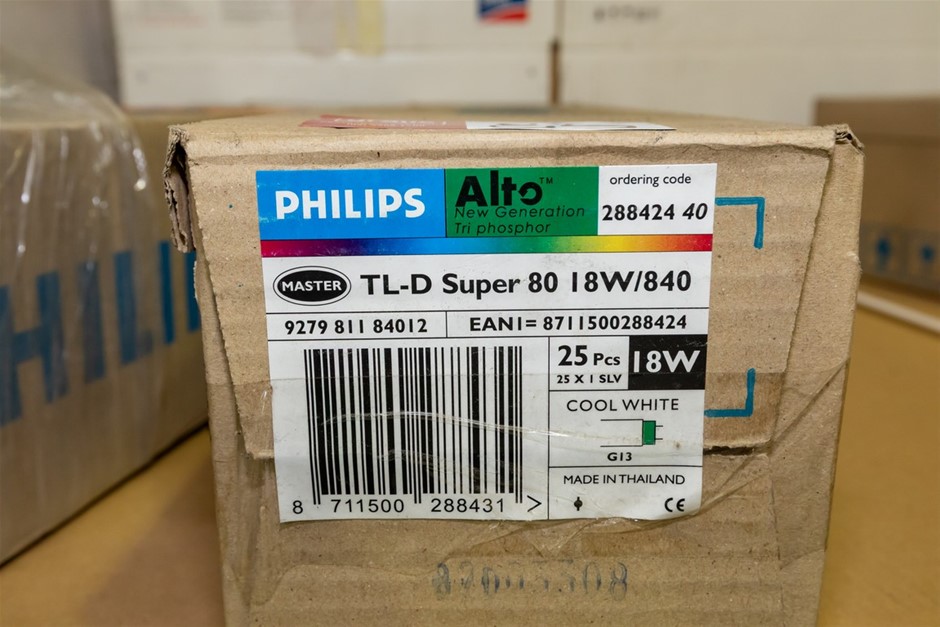 PHILIPS
Alto™
New Generation
Tri phosphor
ordering code
288424 40
MASTER
TL-D Super 80 18W/840
9279 811 84012
EAN1= 8711500288424
25 Pcs
25 X 1 SLV
18W
COOL WHITE
G13
MADE IN THAILAND
CE
8 711500 288431 >